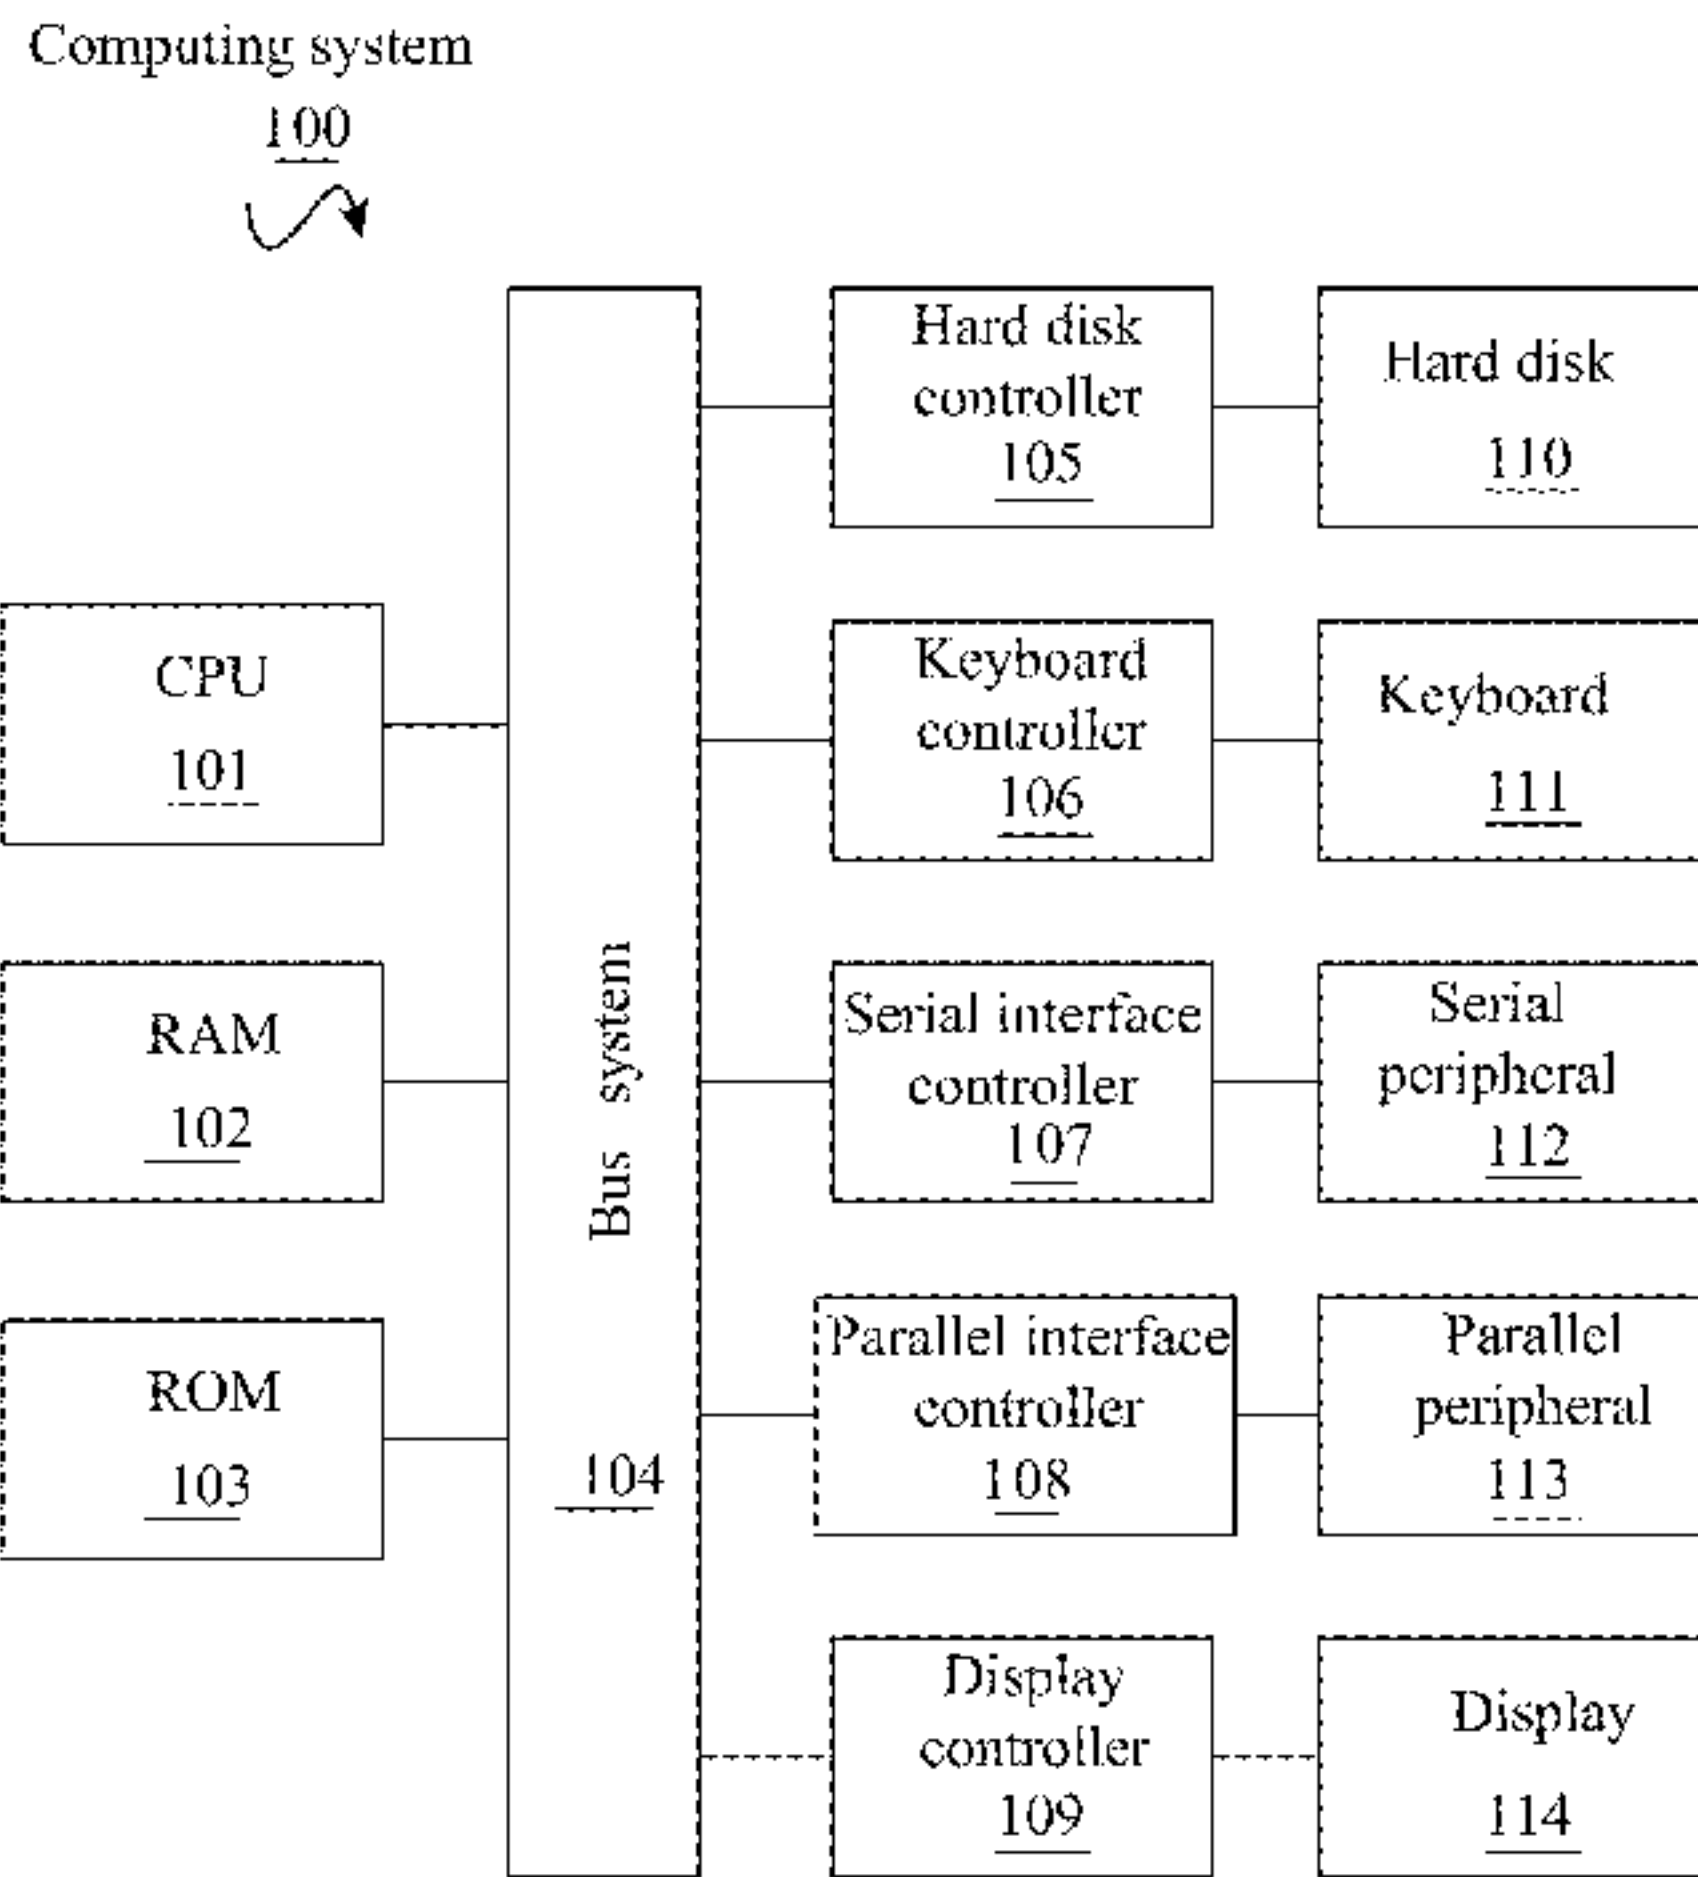 Computing system
100
Hard disk
controller
105
Hard disk
110
CPU
101
Keyboard
controller
106
Keyboard
111
RAM
102
Bus system
104
Serial interface
controller
107
Serial
peripheral
112
ROM
103
Parallel interface
controller
108
Parallel
peripheral
113
Display
controller
109
Display
114